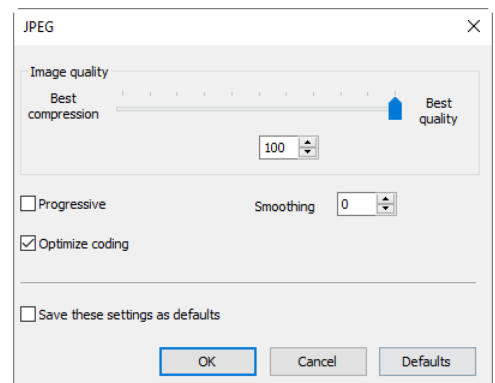 JPEG
Image quality
Best
compression
Best
quality
100
Progressive
Smoothing 0
Optimize coding
Save these settings as defaults
OK Cancel Defaults